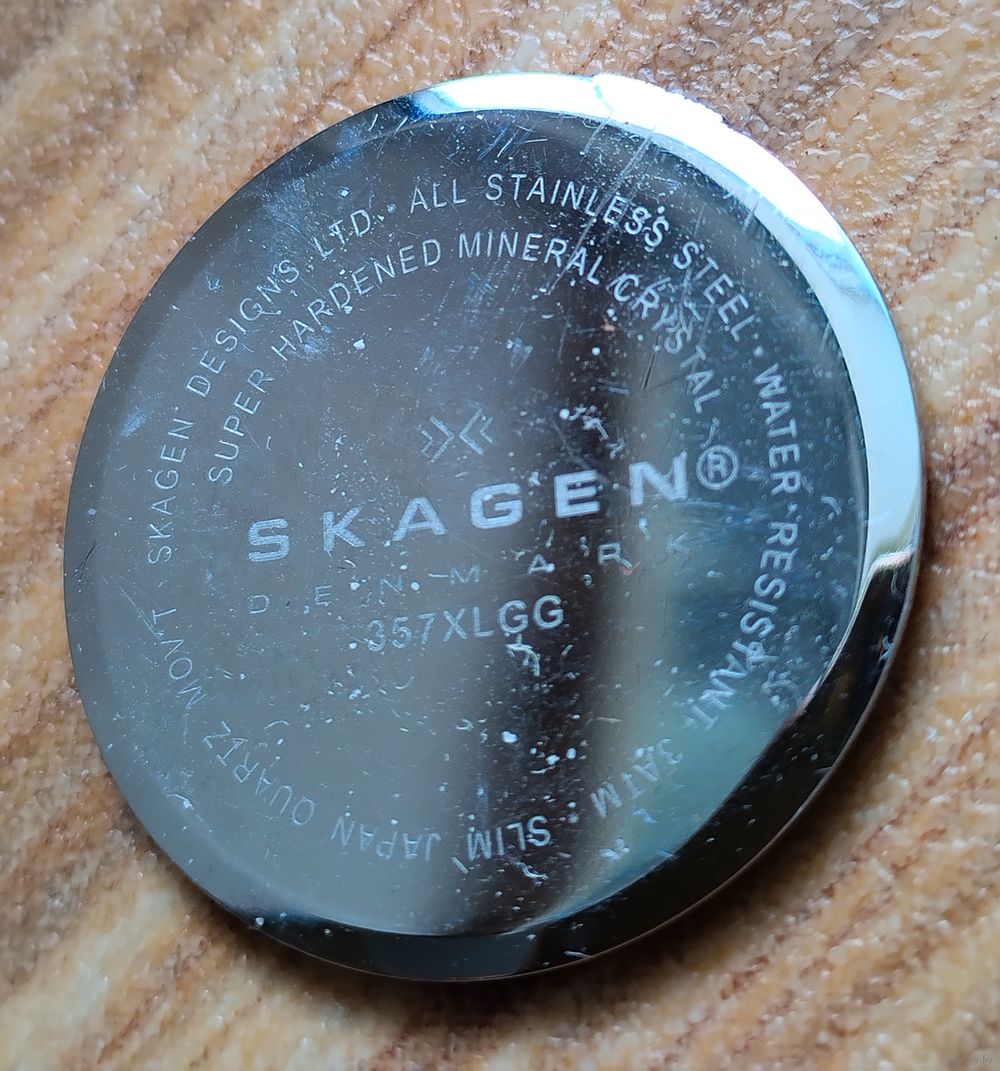 SKAGEN DESIGNS LTD. · ALL STAINLESS STEEL · WATER RESISTANT 3ATM · SLIM JAPAN QUARTZ MOVT ·
SUPER HARDENED MINERAL CRYSTAL
SKAGEN®
DENMARK
357XLGG